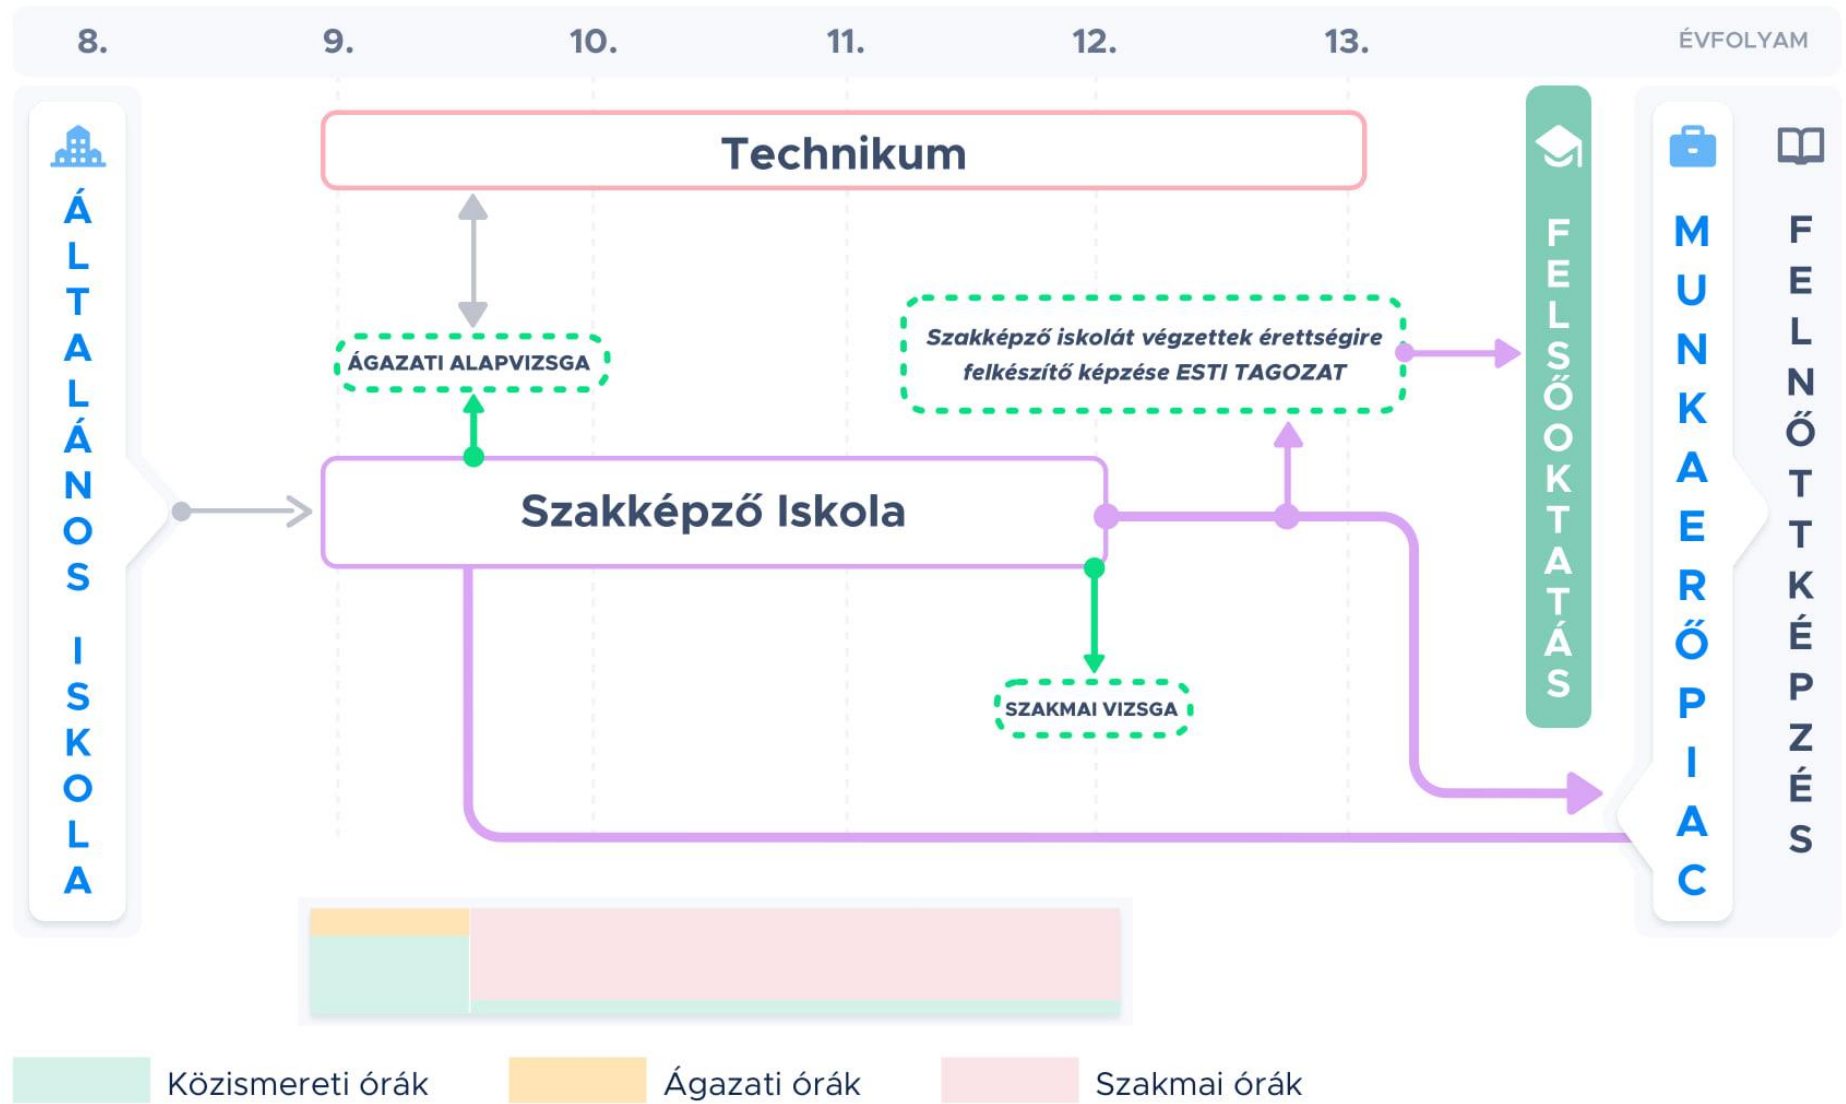 8. 9. 10. 11. 12. 13. ÉVFOLYAM
ÁLTALÁNOS ISKOLA
Technikum
ÁGAZATI ALAPVIZSGA
Szakképző iskolát végzettek érettségire
felkészítő képzése ESTI TAGOZAT
Szakképző Iskola
SZAKMAI VIZSGA
FELSŐOKTATÁS
MUNKAERŐPIAC
FELNŐTTKÉPZÉS
Közismereti órák
Ágazati órák
Szakmai órák